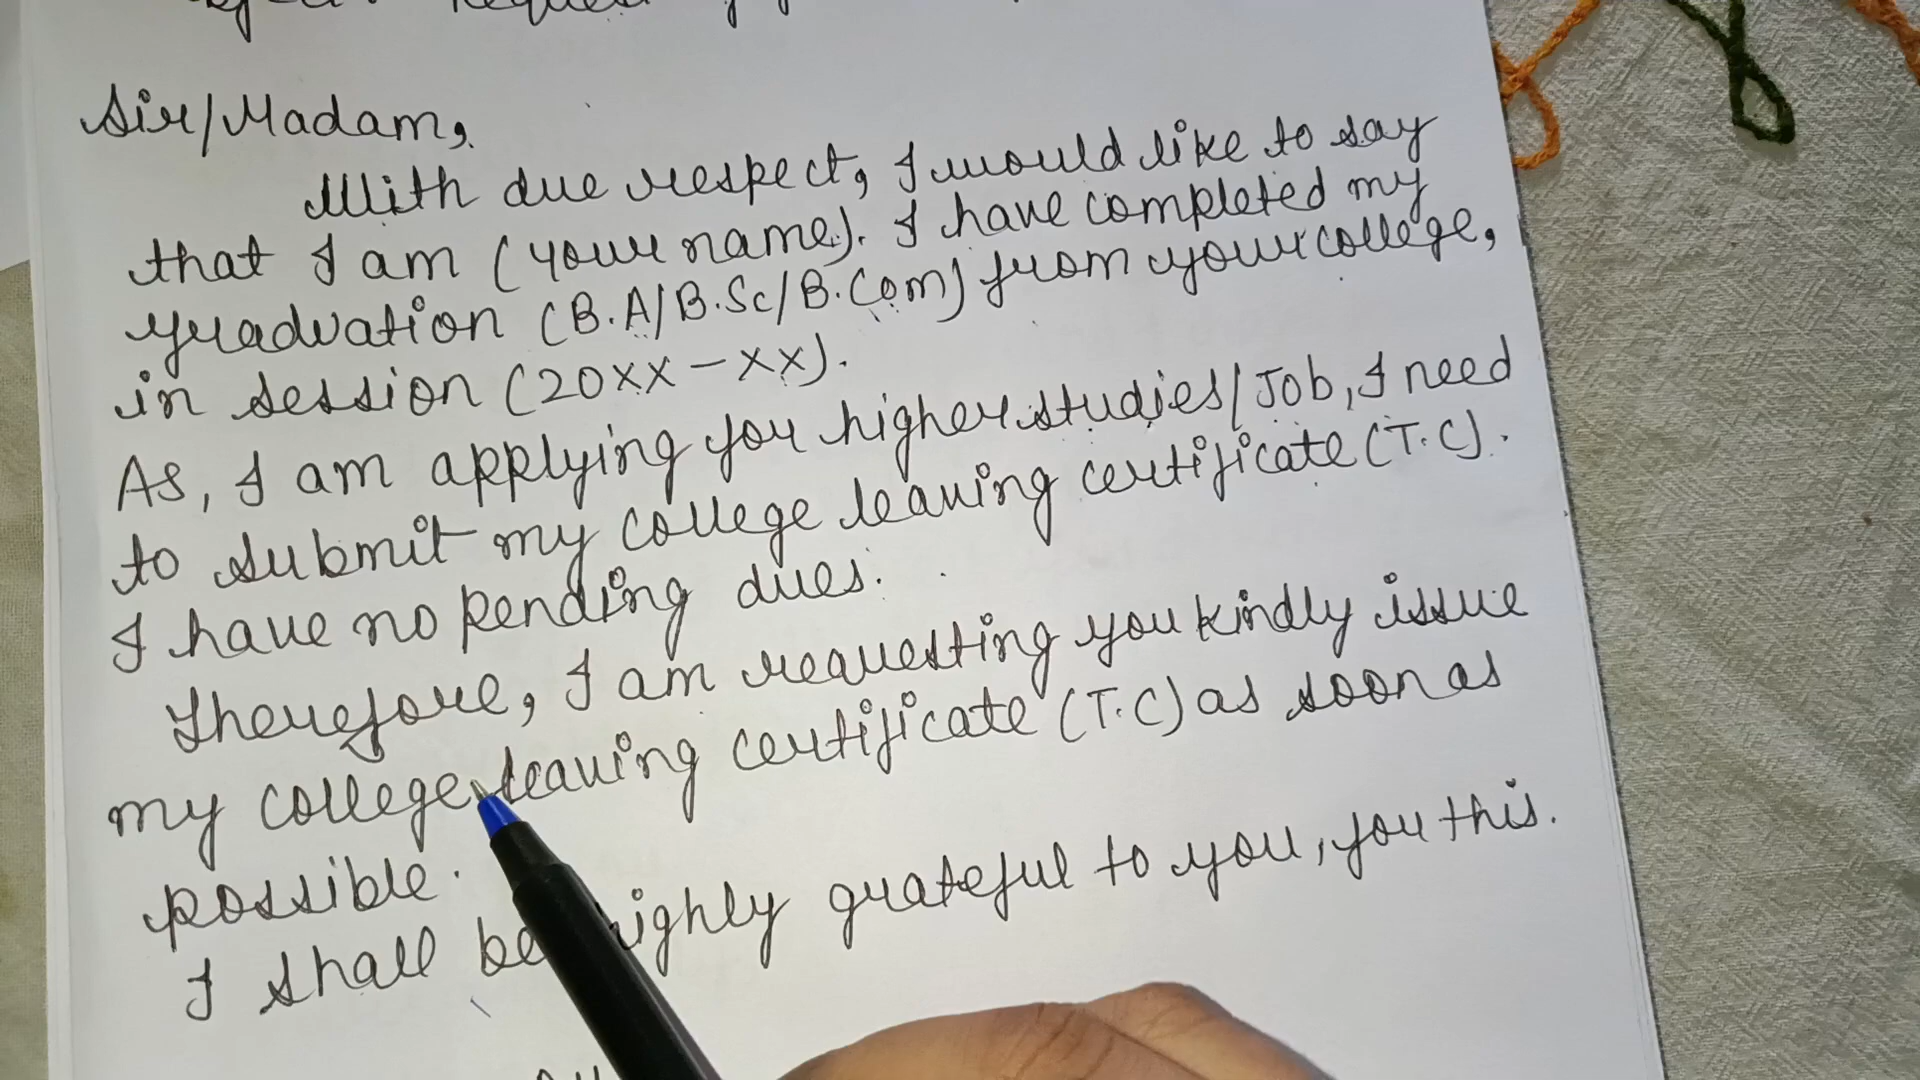 Request
Sir/Madam,
With due respect, I would like to say
that I am (your name). I have completed my
graduation (B.A/B.Sc/B.Com) from your college,
in session (20xx-xx).
As, I am applying for higher studies/Job, I need
to submit my college leaving certificate (T.C).
I have no pending dues.
Therefore, I am requesting you kindly issue
my college leaving certificate (T.C) as soon as
possible.
I shall be highly grateful to you, for this.